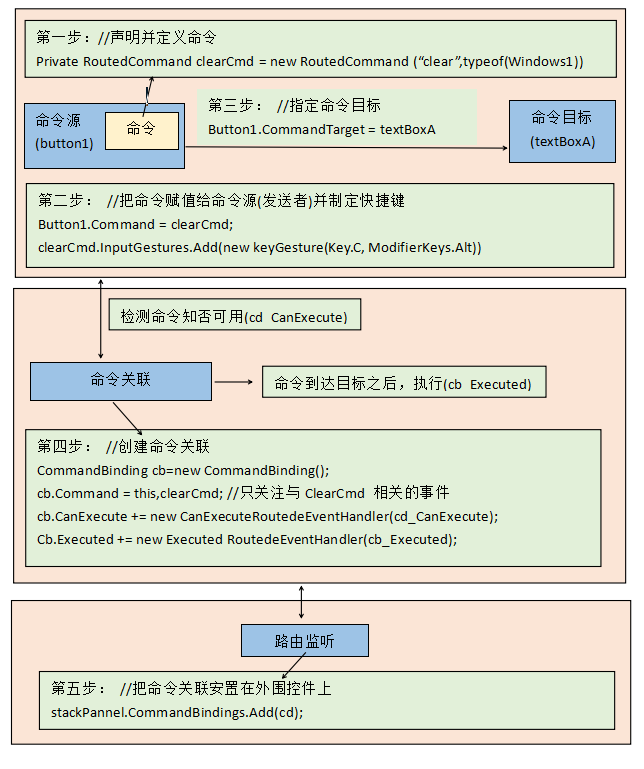 第一步：//声明并定义命令
Private RoutedCommand clearCmd = new RoutedCommand (“clear”,typeof(Windows1))
命令源
(button1)
命令
第三步： //指定命令目标
Button1.CommandTarget = textBoxA
命令目标
(textBoxA)
第二步： //把命令赋值给命令源(发送者)并制定快捷键
Button1.Command = clearCmd;
clearCmd.InputGestures.Add(new keyGesture(Key.C, ModifierKeys.Alt))
检测命令知否可用(cd CanExecute)
命令关联
命令到达目标之后，执行(cb Executed)
第四步： //创建命令关联
CommandBinding cb=new CommandBinding();
cb.Command = this,clearCmd; //只关注与 ClearCmd 相关的事件
cb.CanExecute += new CanExecuteRoutedeEventHandler(cd_CanExecute);
Cb.Executed += new Executed RoutedeEventHandler(cb_Executed);
路由监听
第五步： //把命令关联安置在外围控件上
stackPannel.CommandBindings.Add(cd);